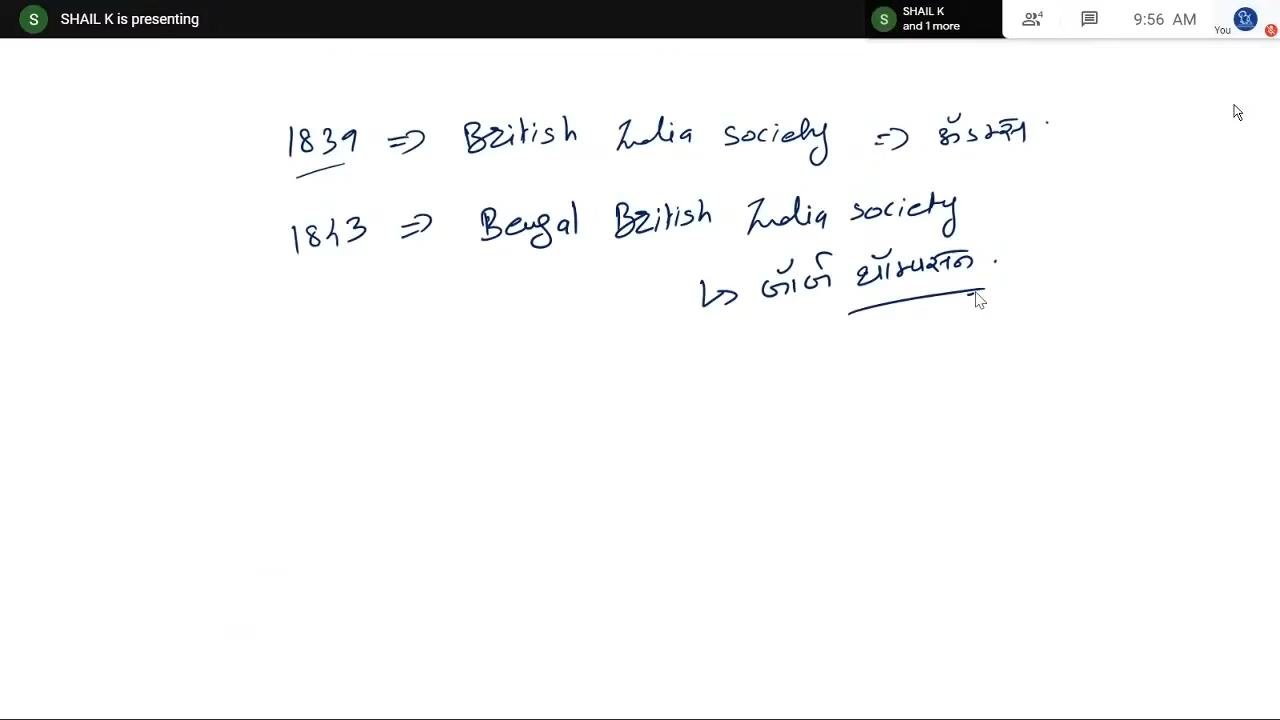 SHAIL K is presenting
SHAIL K
and 1 more
4
9:56 AM
You
1839 ⇒ British India society ⇒
1843 ⇒ Bengal British India society
↳ જ્યોર્જ થોમ્પસન.